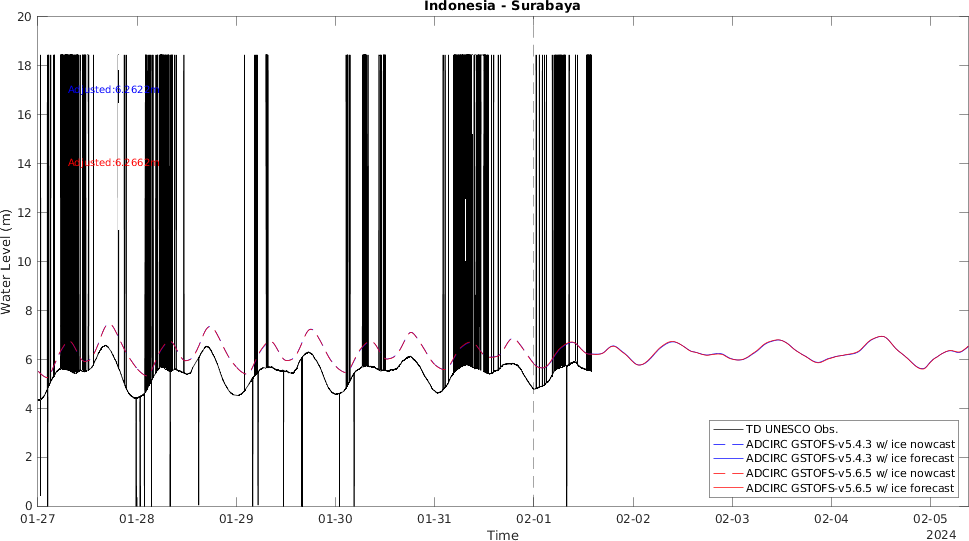 Indonesia - Surabaya
20
18
16
14
12
10
8
6
4
2
0
Water Level (m)
Adjusted:6.2622m
Adjusted:6.2662m
TD UNESCO Obs.
ADCIRC GSTOFS-v5.4.3 w/ ice nowcast
ADCIRC GSTOFS-v5.4.3 w/ ice forecast
ADCIRC GSTOFS-v5.6.5 w/ ice nowcast
ADCIRC GSTOFS-v5.6.5 w/ ice forecast
01-27 01-28 01-29 01-30 01-31 02-01 02-02 02-03 02-04 02-05
Time
2024